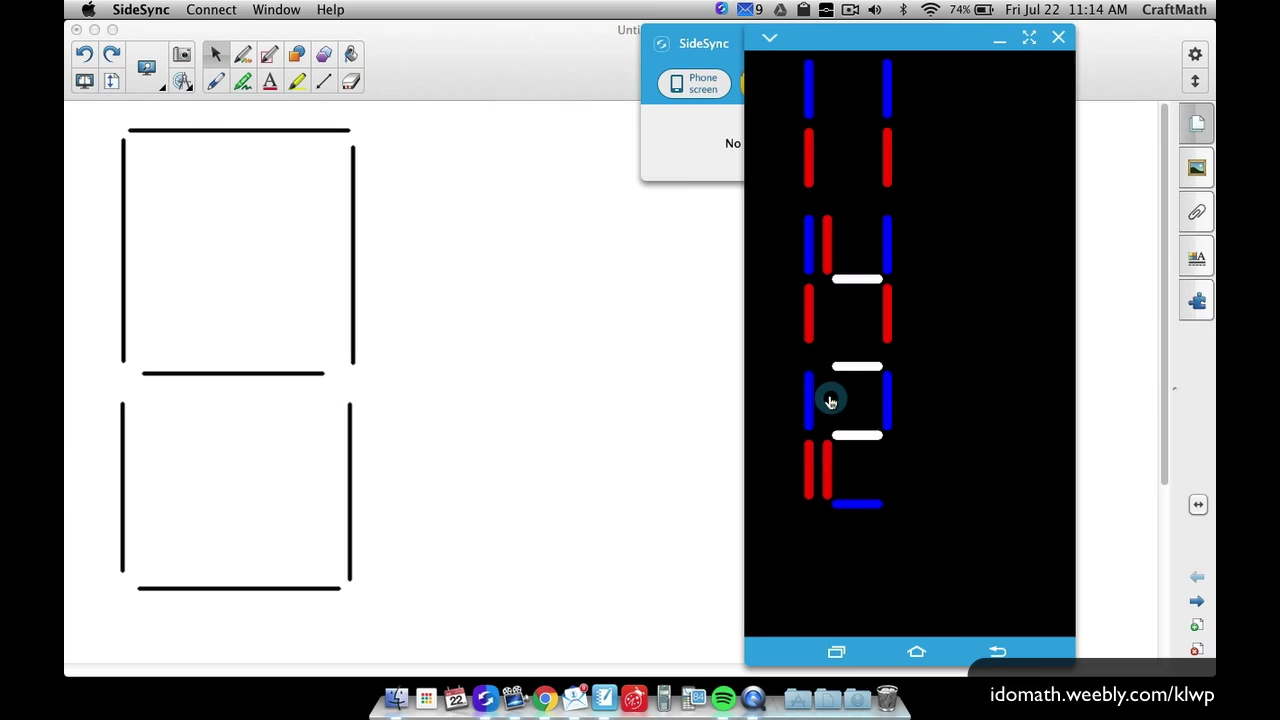 SideSync Connect Window Help 9 74% Fri Jul 22 11:14 AM CraftMath
SideSync
Phone
screen
No
idomath.weebly.com/klwp